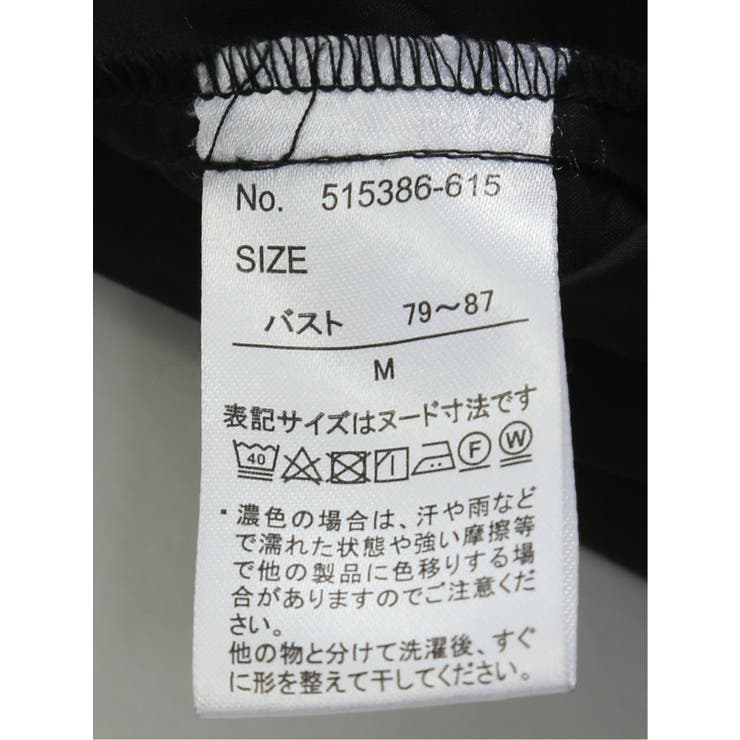 No. 515386-615
SIZE
バスト 79～87
M
表記サイズはヌード寸法です
40 F W
・濃色の場合は、汗や雨など
で濡れた状態や強い摩擦等
で他の製品に色移りする場
合がありますのでご注意くだ
さい。
他の物と分けて洗濯後、すぐ
に形を整えて干してください。